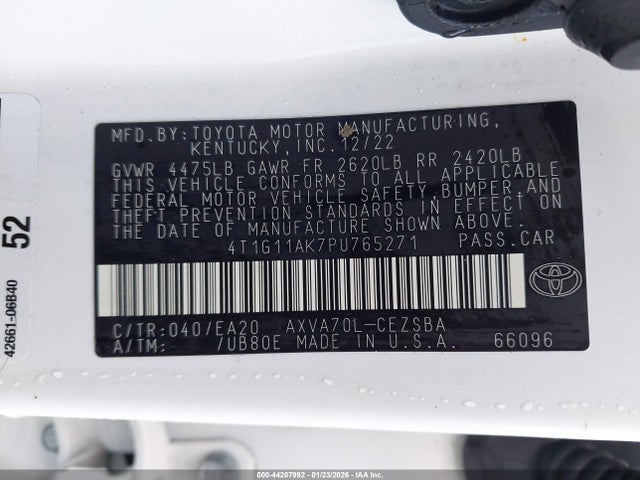 MFD.BY:TOYOTA MOTOR MANUFACTURING,
KENTUCKY,INC.12/22
GVWR 4475LB GAWR FR 2620LB RR 2420LB
THIS VEHICLE CONFORMS TO ALL APPLICABLE
FEDERAL MOTOR VEHICLE SAFETY,BUMPER,AND
THEFT PREVENTION STANDARDS IN EFFECT ON
THE DATE OF MANUFACTURE SHOWN ABOVE.
4T1G11AK7PU765271 PASS.CAR
C/TR:040/EA20 AXVA70L-CEZSBA
A/TM: /UB80E MADE IN U.S.A. 66096
42661-06B40
52
000-44207992 | 01/23/2026 | COPART.CA